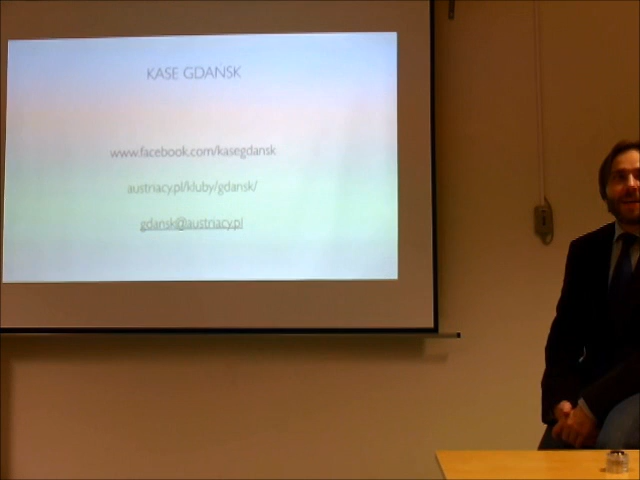 KASE GDANSK
www.facebook.com/kasegdansk
austriacy.pl/kluby/gdansk/
gdansk@austriacy.pl